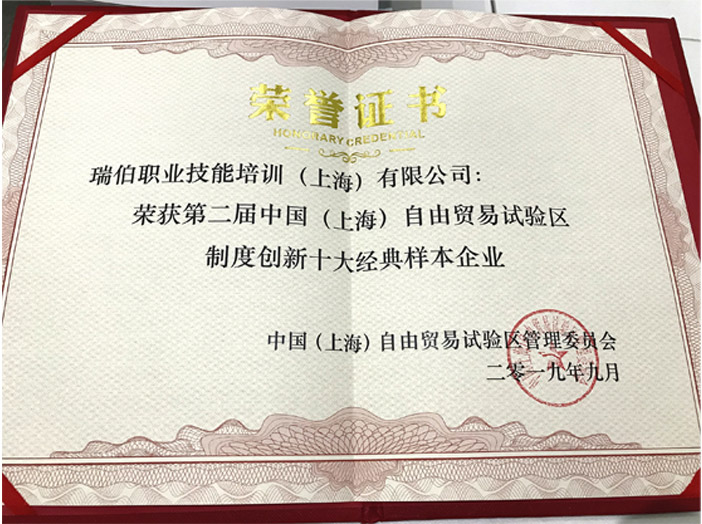 荣誉证书
HONORARY CREDENTIAL
瑞伯职业技能培训（上海）有限公司：
荣获第二届中国（上海）自由贸易试验区
制度创新十大经典样本企业
中国（上海）自由贸易试验区管理委员会
二零一九年九月